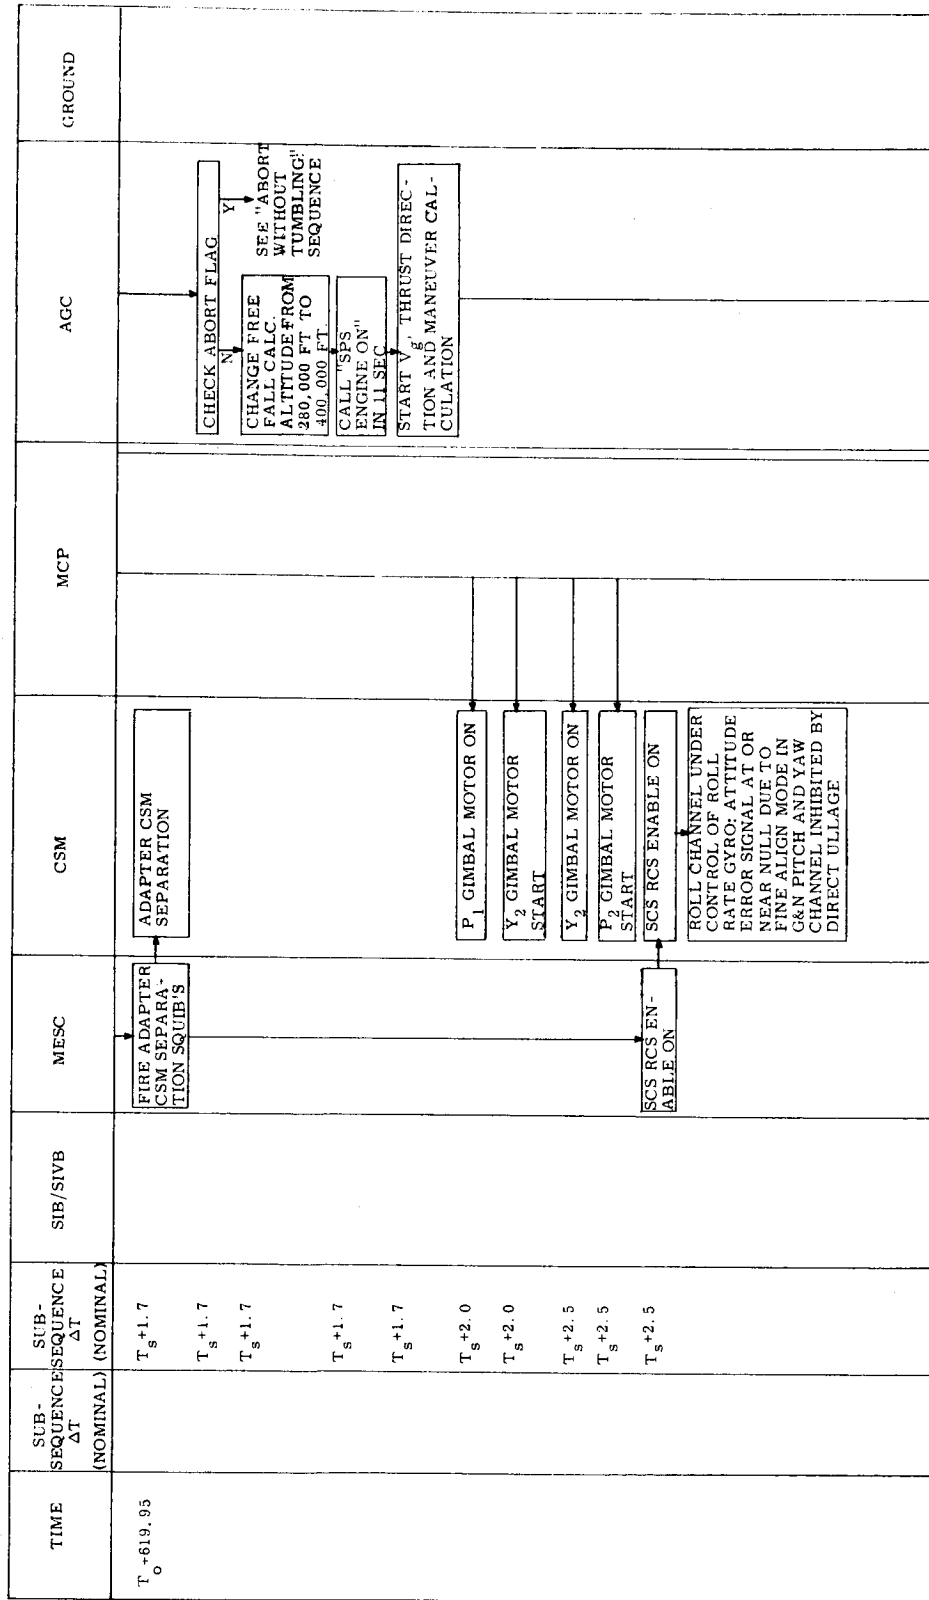 TIME
SUB-
SEQUENCE
ΔT
(NOMINAL)
SUB-
SEQUENCE
ΔT
(NOMINAL)
SIB/SIVB
MESC
CSM
MCP
AGC
GROUND
T₀+619.95
Tₛ+1.7
FIRE ADAPTER
CSM SEPARA-
TION SQUIB'S
ADAPTER CSM
SEPARATION
Tₛ+1.7
CHECK ABORT FLAG
N
Y
SEE "ABORT
WITHOUT
TUMBLING"
SEQUENCE
Tₛ+1.7
CHANGE FREE
FALL CALC.
ALTITUDE FROM
280,000 FT TO
400,000 FT.
Tₛ+1.7
CALL "SPS
ENGINE ON"
IN 11 SEC
Tₛ+1.7
START Vg, THRUST DIREC-
TION AND MANEUVER CAL-
CULATION
Tₛ+2.0
P₁ GIMBAL MOTOR ON
Tₛ+2.0
Y₂ GIMBAL MOTOR
START
Tₛ+2.5
Y₂ GIMBAL MOTOR ON
Tₛ+2.5
P₂ GIMBAL MOTOR
START
Tₛ+2.5
SCS RCS EN-
ABLE ON
SCS RCS ENABLE ON
ROLL CHANNEL UNDER
CONTROL OF ROLL
RATE GYRO: ATTITUDE
ERROR SIGNAL AT OR
NEAR NULL DUE TO
FINE ALIGN MODE IN
G&N PITCH AND YAW
CHANNEL INHIBITED BY
DIRECT ULLAGE